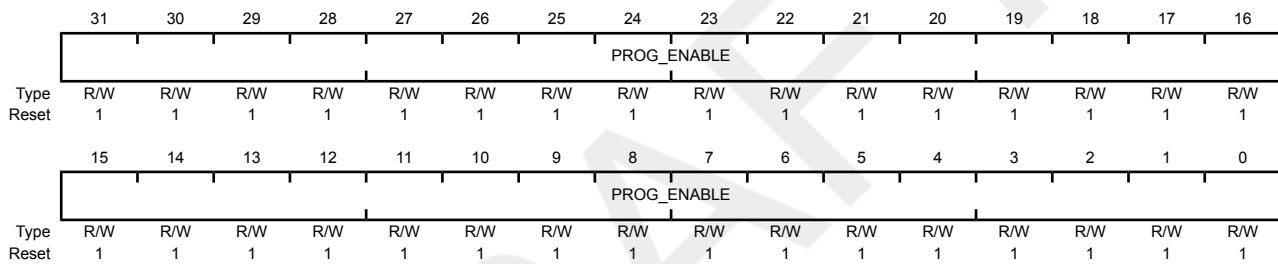 31 30 29 28 27 26 25 24 23 22 21 20 19 18 17 16
PROG_ENABLE
Type R/W R/W R/W R/W R/W R/W R/W R/W R/W R/W R/W R/W R/W R/W R/W R/W
Reset 1 1 1 1 1 1 1 1 1 1 1 1 1 1 1 1
15 14 13 12 11 10 9 8 7 6 5 4 3 2 1 0
PROG_ENABLE
Type R/W R/W R/W R/W R/W R/W R/W R/W R/W R/W R/W R/W R/W R/W R/W R/W
Reset 1 1 1 1 1 1 1 1 1 1 1 1 1 1 1 1